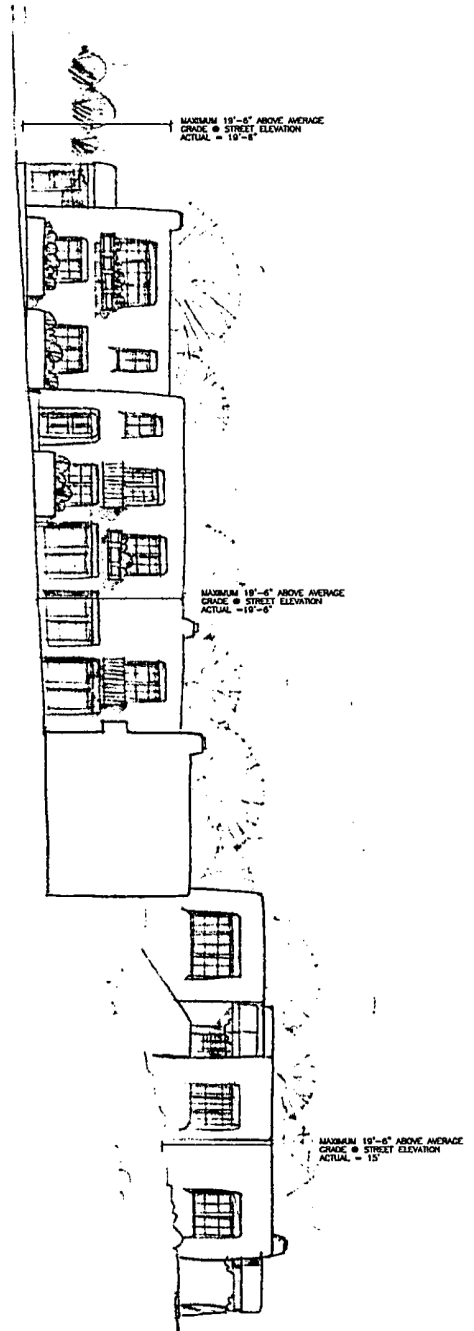 MAXIMUM 19'-6" ABOVE AVERAGE
GRADE @ STREET ELEVATION
ACTUAL = 19'-6"
MAXIMUM 19'-6" ABOVE AVERAGE
GRADE @ STREET ELEVATION
ACTUAL =19'-6"
MAXIMUM 19'-6" ABOVE AVERAGE
GRADE @ STREET ELEVATION
ACTUAL = 15'